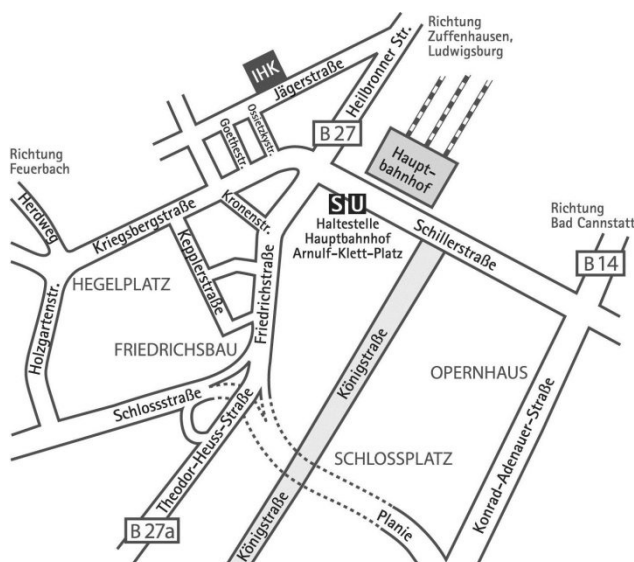 Richtung
Zuffenhausen,
Ludwigsburg
IHK
Jägerstraße
Heilbronner Str.
Ossietzkystr.
Goethestr.
B 27
Haupt-
bahnhof
Richtung
Feuerbach
Herdweg
Kriegsbergstraße
Kronenstr.
S U
Haltestelle
Hauptbahnhof
Arnulf-Klett-Platz
Schillerstraße
Richtung
Bad Cannstatt
B 14
Kepplerstraße
HEGELPLATZ
Holzgartenstr.
Friedrichstraße
FRIEDRICHSBAU
Königstraße
OPERNHAUS
Schlossstraße
Theodor-Heuss-Straße
SCHLOSSPLATZ
Konrad-Adenauer-Straße
Planie
B 27a
Königstraße